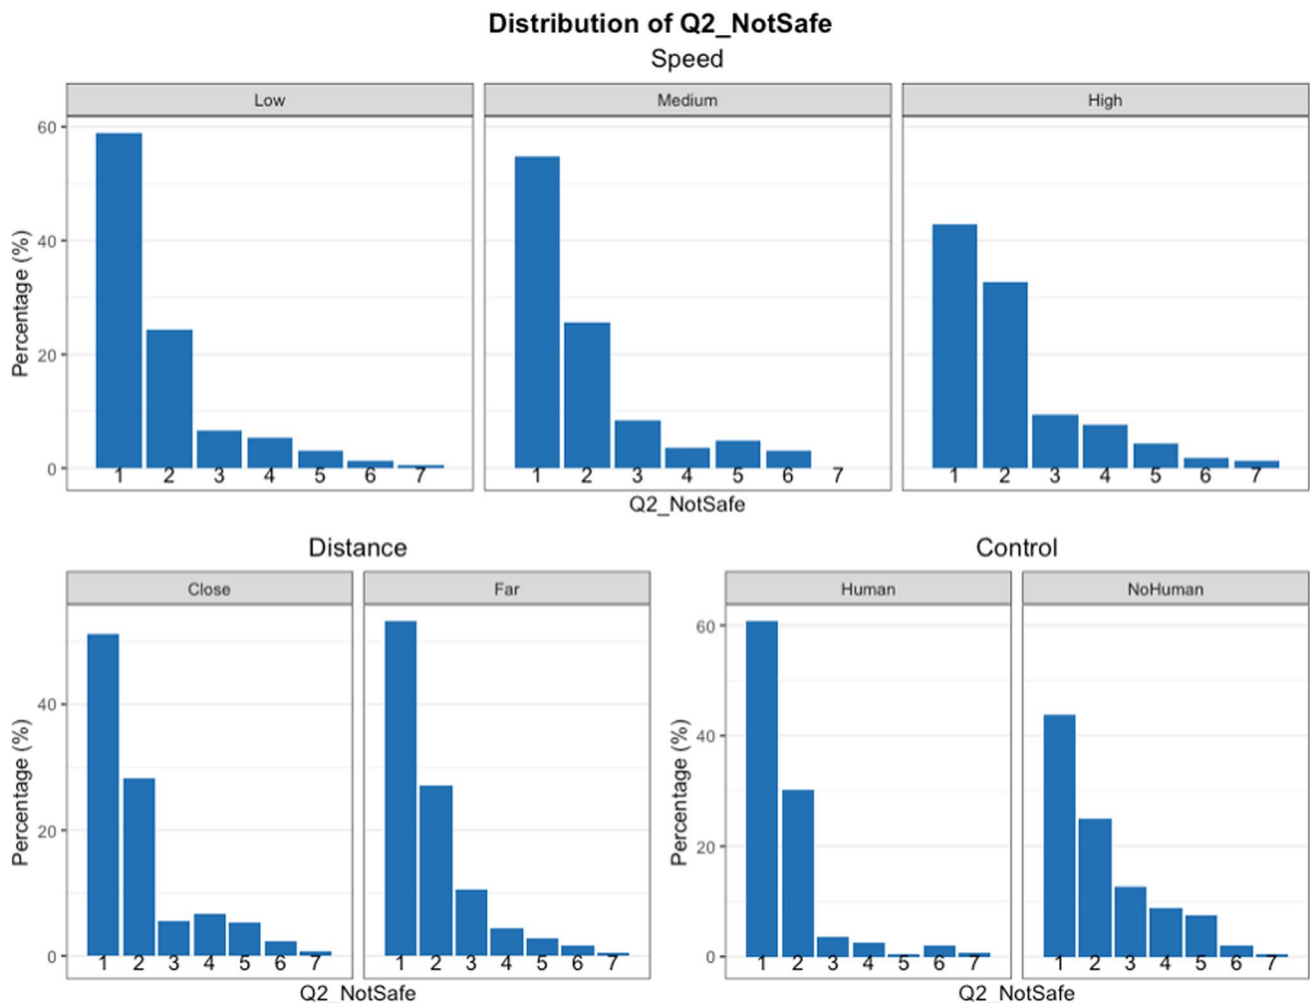 Distribution of Q2_NotSafe
Speed
Low Medium High
Percentage (%)
60
40
20
0
1 2 3 4 5 6 7 1 2 3 4 5 6 7 1 2 3 4 5 6 7
Q2_NotSafe
Distance
Close Far
Percentage (%)
40
20
0
1 2 3 4 5 6 7 1 2 3 4 5 6 7
Q2_NotSafe
Control
Human NoHuman
Percentage (%)
60
40
20
0
1 2 3 4 5 6 7 1 2 3 4 5 6 7
Q2_NotSafe